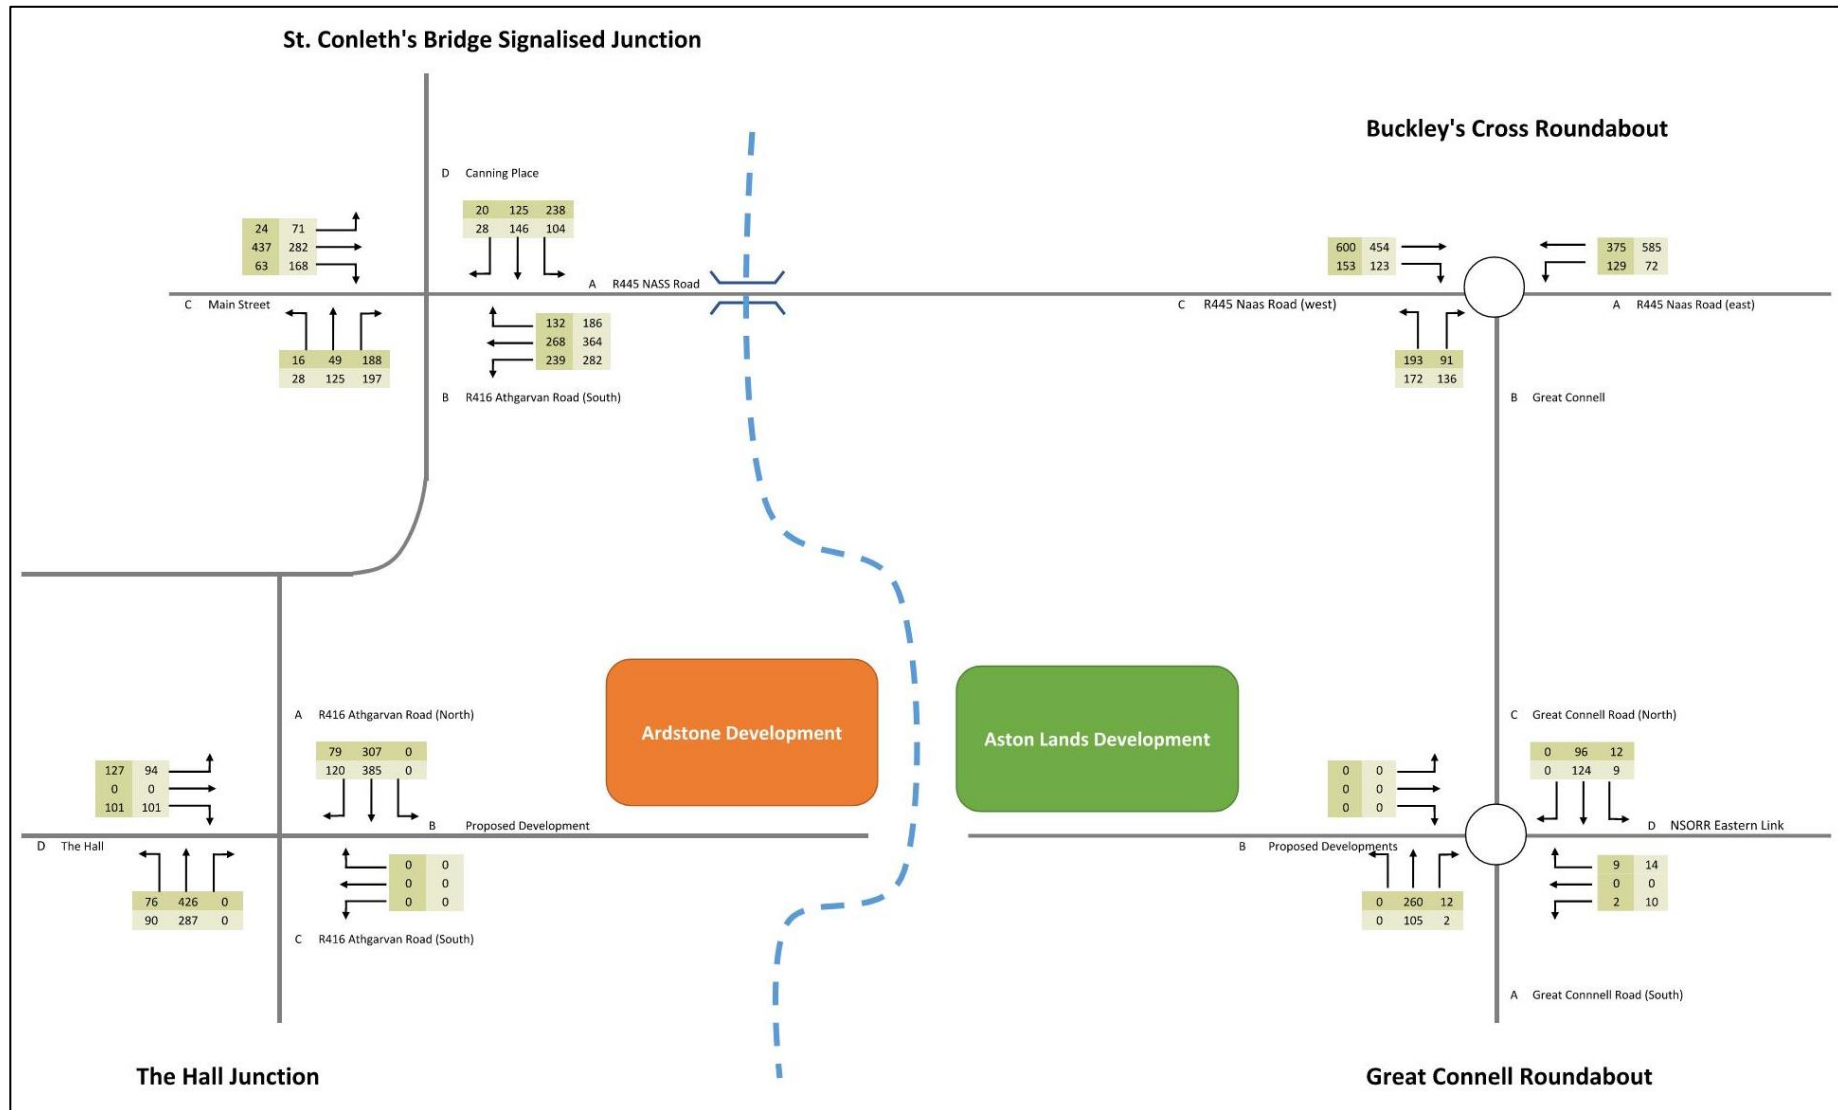 St. Conleth's Bridge Signalised Junction
Buckley's Cross Roundabout
D Canning Place
20 125 238
28 146 104
24 71
437 282
63 168
A R445 NASS Road
C Main Street
132 186
268 364
239 282
16 49 188
28 125 197
B R416 Athgarvan Road (South)
600 454
153 123
375 585
129 72
C R445 Naas Road (west)
A R445 Naas Road (east)
193 91
172 136
B Great Connell
Ardstone Development
Aston Lands Development
A R416 Athgarvan Road (North)
79 307 0
120 385 0
127 94
0 0
101 101
B Proposed Development
D The Hall
0 0
0 0
0 0
76 426 0
90 287 0
C R416 Athgarvan Road (South)
C Great Connell Road (North)
0 96 12
0 124 9
0 0
0 0
0 0
D NSORR Eastern Link
B Proposed Developments
9 14
0 0
2 10
0 260 12
0 105 2
A Great Connnell Road (South)
The Hall Junction
Great Connell Roundabout